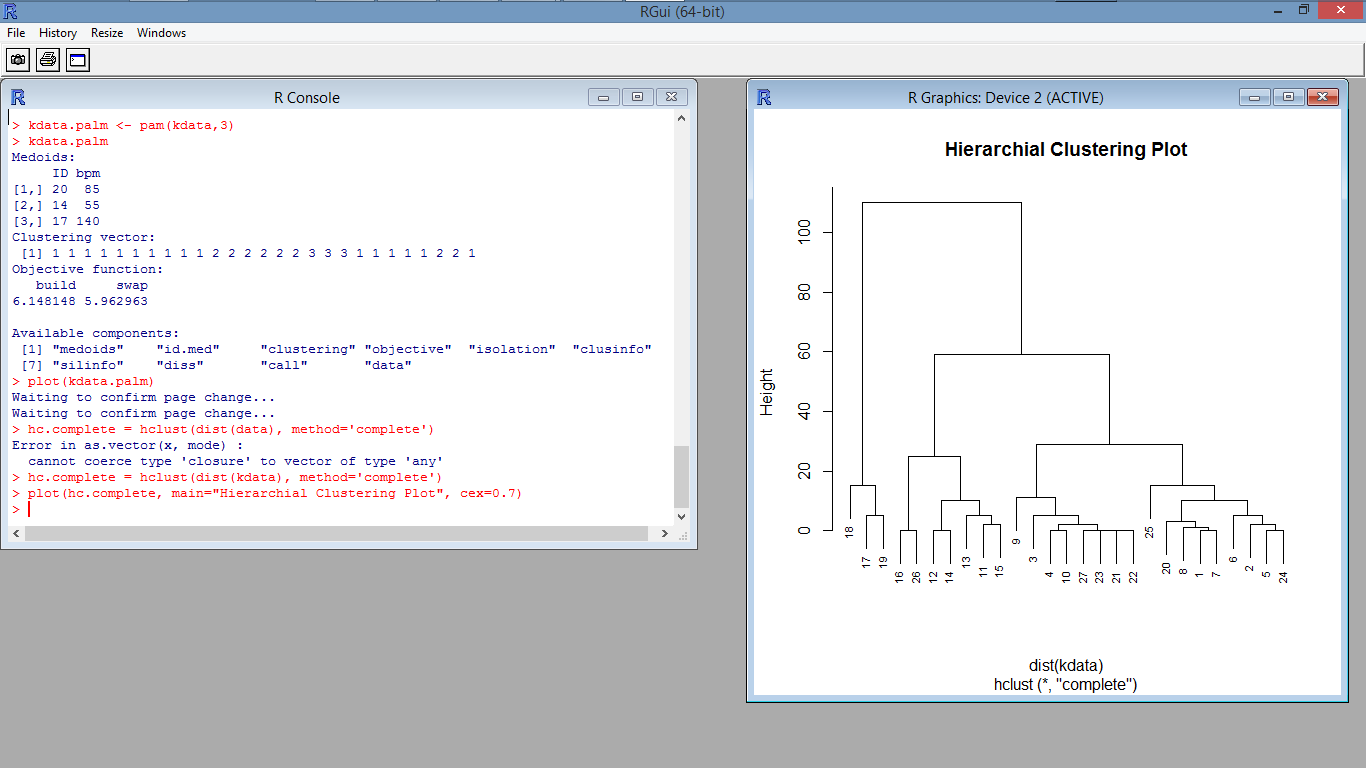 RGui (64-bit)
File History Resize Windows
R Console
> kdata.palm <- pam(kdata,3)
> kdata.palm
Medoids:
     ID bpm
[1,] 20  85
[2,] 14  55
[3,] 17 140
Clustering vector:
 [1] 1 1 1 1 1 1 1 1 1 1 2 2 2 2 2 2 3 3 3 1 1 1 1 1 2 2 1
Objective function:
   build     swap
6.148148 5.962963
Available components:
 [1] "medoids"    "id.med"     "clustering" "objective"  "isolation"  "clusinfo"
 [7] "silinfo"    "diss"       "call"       "data"
> plot(kdata.palm)
Waiting to confirm page change...
Waiting to confirm page change...
> hc.complete = hclust(dist(data), method='complete')
Error in as.vector(x, mode) :
  cannot coerce type 'closure' to vector of type 'any'
> hc.complete = hclust(dist(kdata), method='complete')
> plot(hc.complete, main="Hierarchial Clustering Plot", cex=0.7)
>
R Graphics: Device 2 (ACTIVE)
Hierarchial Clustering Plot
Height
100
80
60
40
20
0
18
17
19
16
26
12
14
13
11
15
9
3
4
10
27
23
21
22
25
20
8
1
7
6
2
5
24
dist(kdata)
hclust (*, "complete")